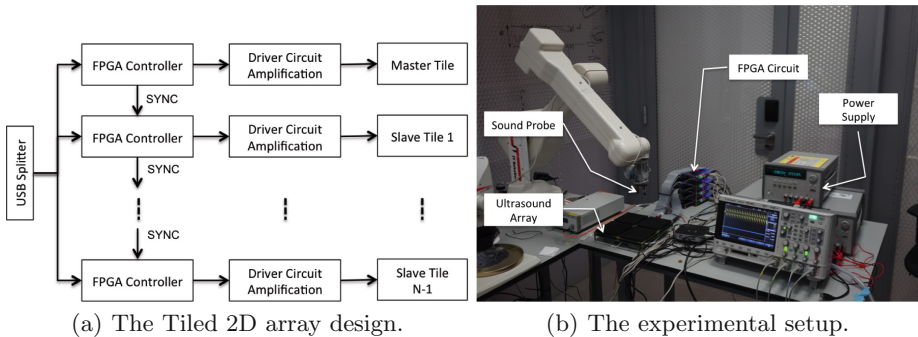 USB Splitter
FPGA Controller
Driver Circuit
Amplification
Master Tile
SYNC
FPGA Controller
Driver Circuit
Amplification
Slave Tile 1
SYNC
SYNC
FPGA Controller
Driver Circuit
Amplification
Slave Tile
N-1
(a) The Tiled 2D array design.
FPGA Circuit
Sound Probe
Power
Supply
Ultrasound
Array
(b) The experimental setup.